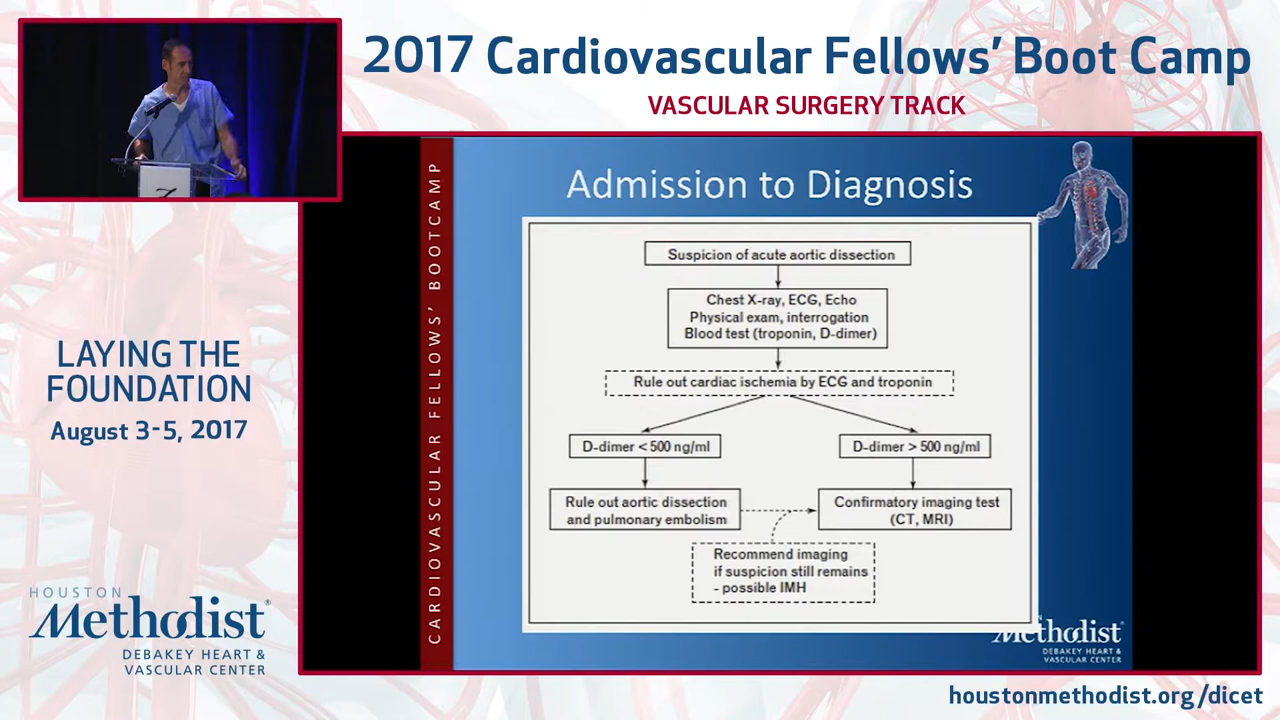 2017 Cardiovascular Fellows’ Boot Camp
VASCULAR SURGERY TRACK
LAYING THE
FOUNDATION
August 3-5, 2017
HOUSTON
Methodist®
DEBAKEY HEART &
VASCULAR CENTER
CARDIOVASCULAR FELLOWS’ BOOTCAMP
Admission to Diagnosis
Suspicion of acute aortic dissection
Chest X-ray, ECG, Echo
Physical exam, interrogation
Blood test (troponin, D-dimer)
Rule out cardiac ischemia by ECG and troponin
D-dimer < 500 ng/ml
D-dimer > 500 ng/ml
Rule out aortic dissection
and pulmonary embolism
Confirmatory imaging test
(CT, MRI)
Recommend imaging
if suspicion still remains
- possible IMH
Methodist
DEBAKEY HEART &
VASCULAR CENTER
houstonmethodist.org/dicet